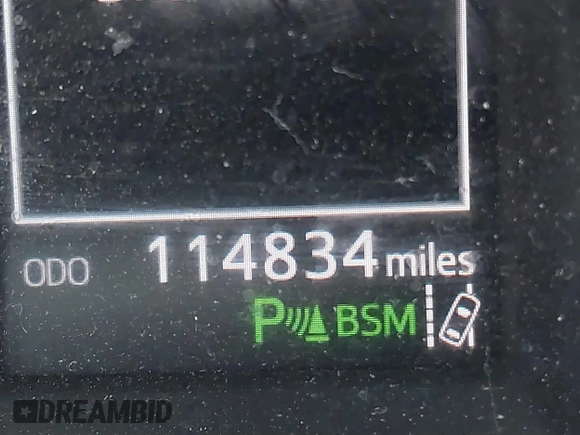 ODO 114834 miles
P BSM
DREAMBID